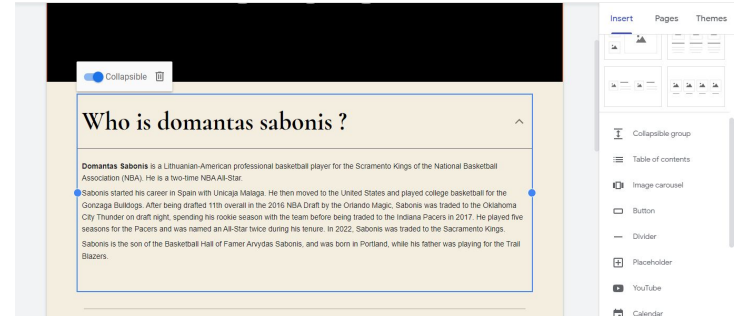 Insert Pages Themes
Collapsible
Who is domantas sabonis ?
Domantas Sabonis is a Lithuanian-American professional basketball player for the Scramento Kings of the National Basketball
Association (NBA). He is a two-time NBA All-Star.
Sabonis started his career in Spain with Unicaja Malaga. He then moved to the United States and played college basketball for the
Gonzaga Bulldogs. After being drafted 11th overall in the 2016 NBA Draft by the Orlando Magic, Sabonis was traded to the Oklahoma
City Thunder on draft night, spending his rookie season with the team before being traded to the Indiana Pacers in 2017. He played five
seasons for the Pacers and was named an All-Star twice during his tenure. In 2022, Sabonis was traded to the Sacramento Kings.
Sabonis is the son of the Basketball Hall of Famer Arvydas Sabonis, and was born in Portland, while his father was playing for the Trail
Blazers.
Collapsible group
Table of contents
Image carousel
Button
Divider
Placeholder
YouTube
Calendar